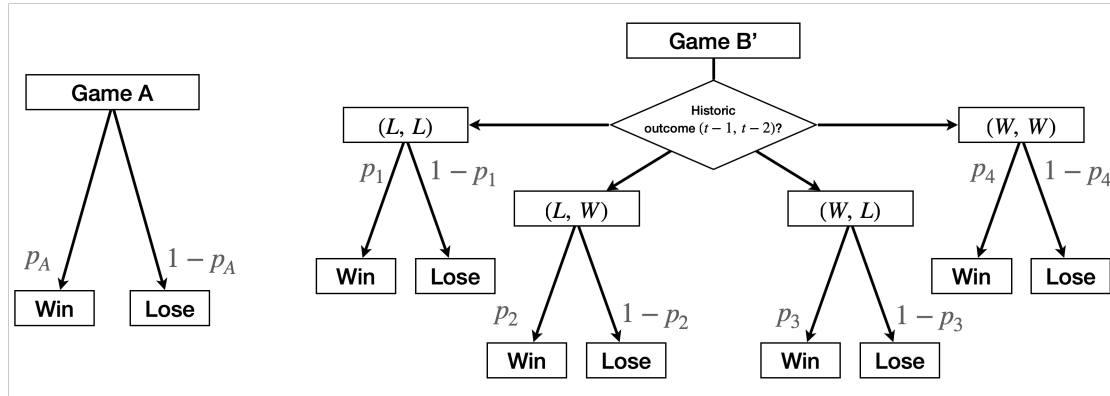 Game A
p_A
1 − p_A
Win
Lose
Game B’
Historic
outcome (t − 1, t − 2)?
(L, L)
p_1
1 − p_1
Win
Lose
(L, W)
p_2
1 − p_2
Win
Lose
(W, L)
p_3
1 − p_3
Win
Lose
(W, W)
p_4
1 − p_4
Win
Lose